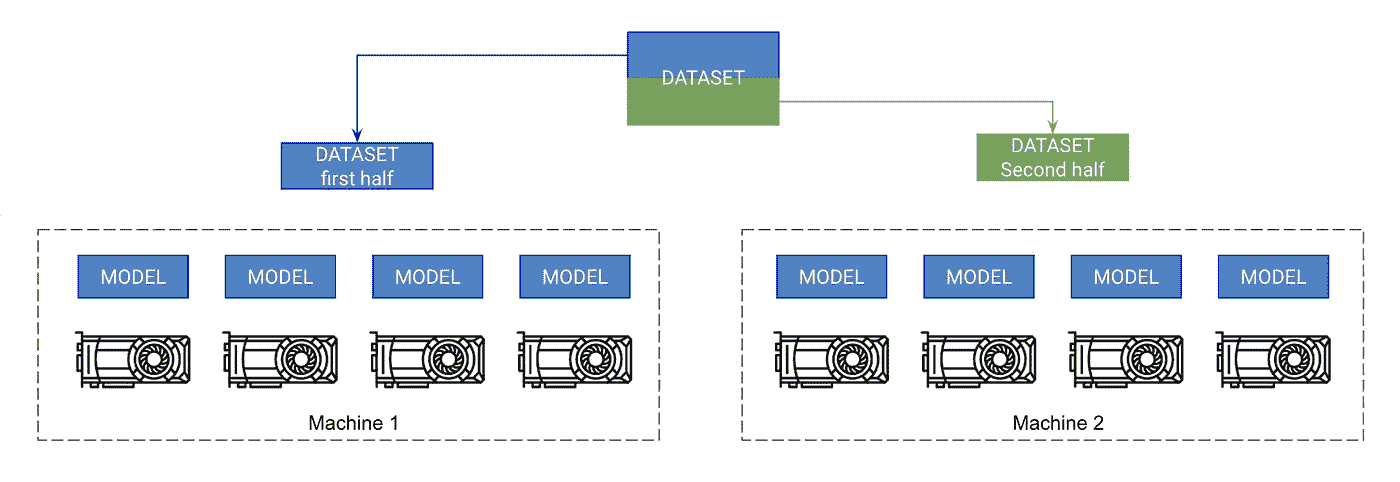 DATASET
DATASET
first half
DATASET
Second half
MODEL
MODEL
MODEL
MODEL
MODEL
MODEL
MODEL
MODEL
Machine 1
Machine 2